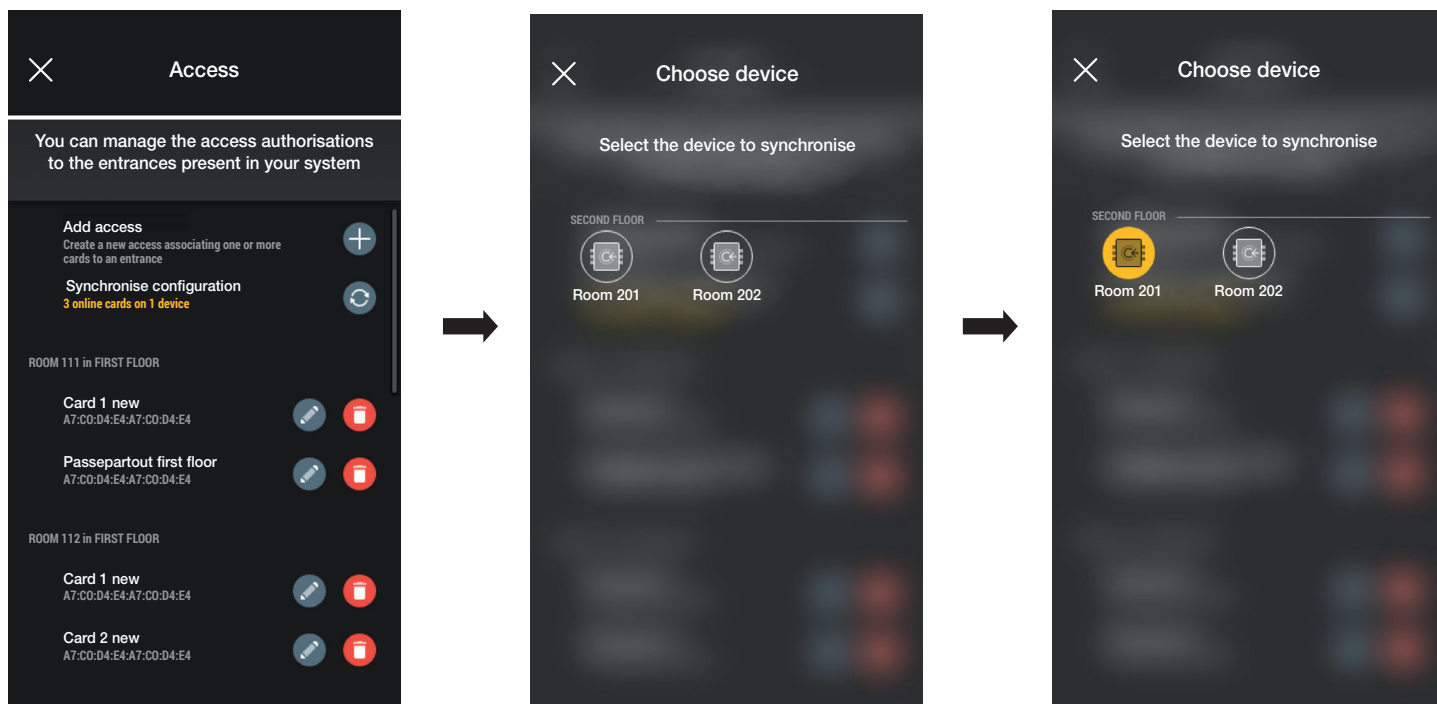 Access
You can manage the access authorisations
to the entrances present in your system
Add access
Create a new access associating one or more
cards to an entrance
Synchronise configuration
3 online cards on 1 device
ROOM 111 in FIRST FLOOR
Card 1 new
A7:C0:D4:E4:A7:C0:D4:E4
Passepartout first floor
A7:C0:D4:E4:A7:C0:D4:E4
ROOM 112 in FIRST FLOOR
Card 1 new
A7:C0:D4:E4:A7:C0:D4:E4
Card 2 new
A7:C0:D4:E4:A7:C0:D4:E4
Choose device
Select the device to synchronise
SECOND FLOOR
Room 201
Room 202
Choose device
Select the device to synchronise
SECOND FLOOR
Room 201
Room 202